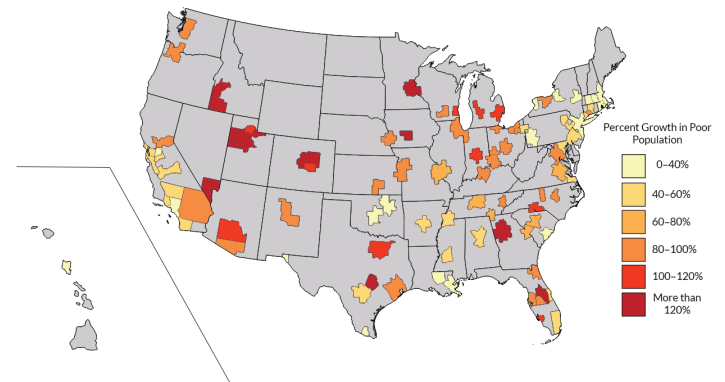 Percent Growth in Poor
Population
0–40%
40–60%
60–80%
80–100%
100–120%
More than
120%